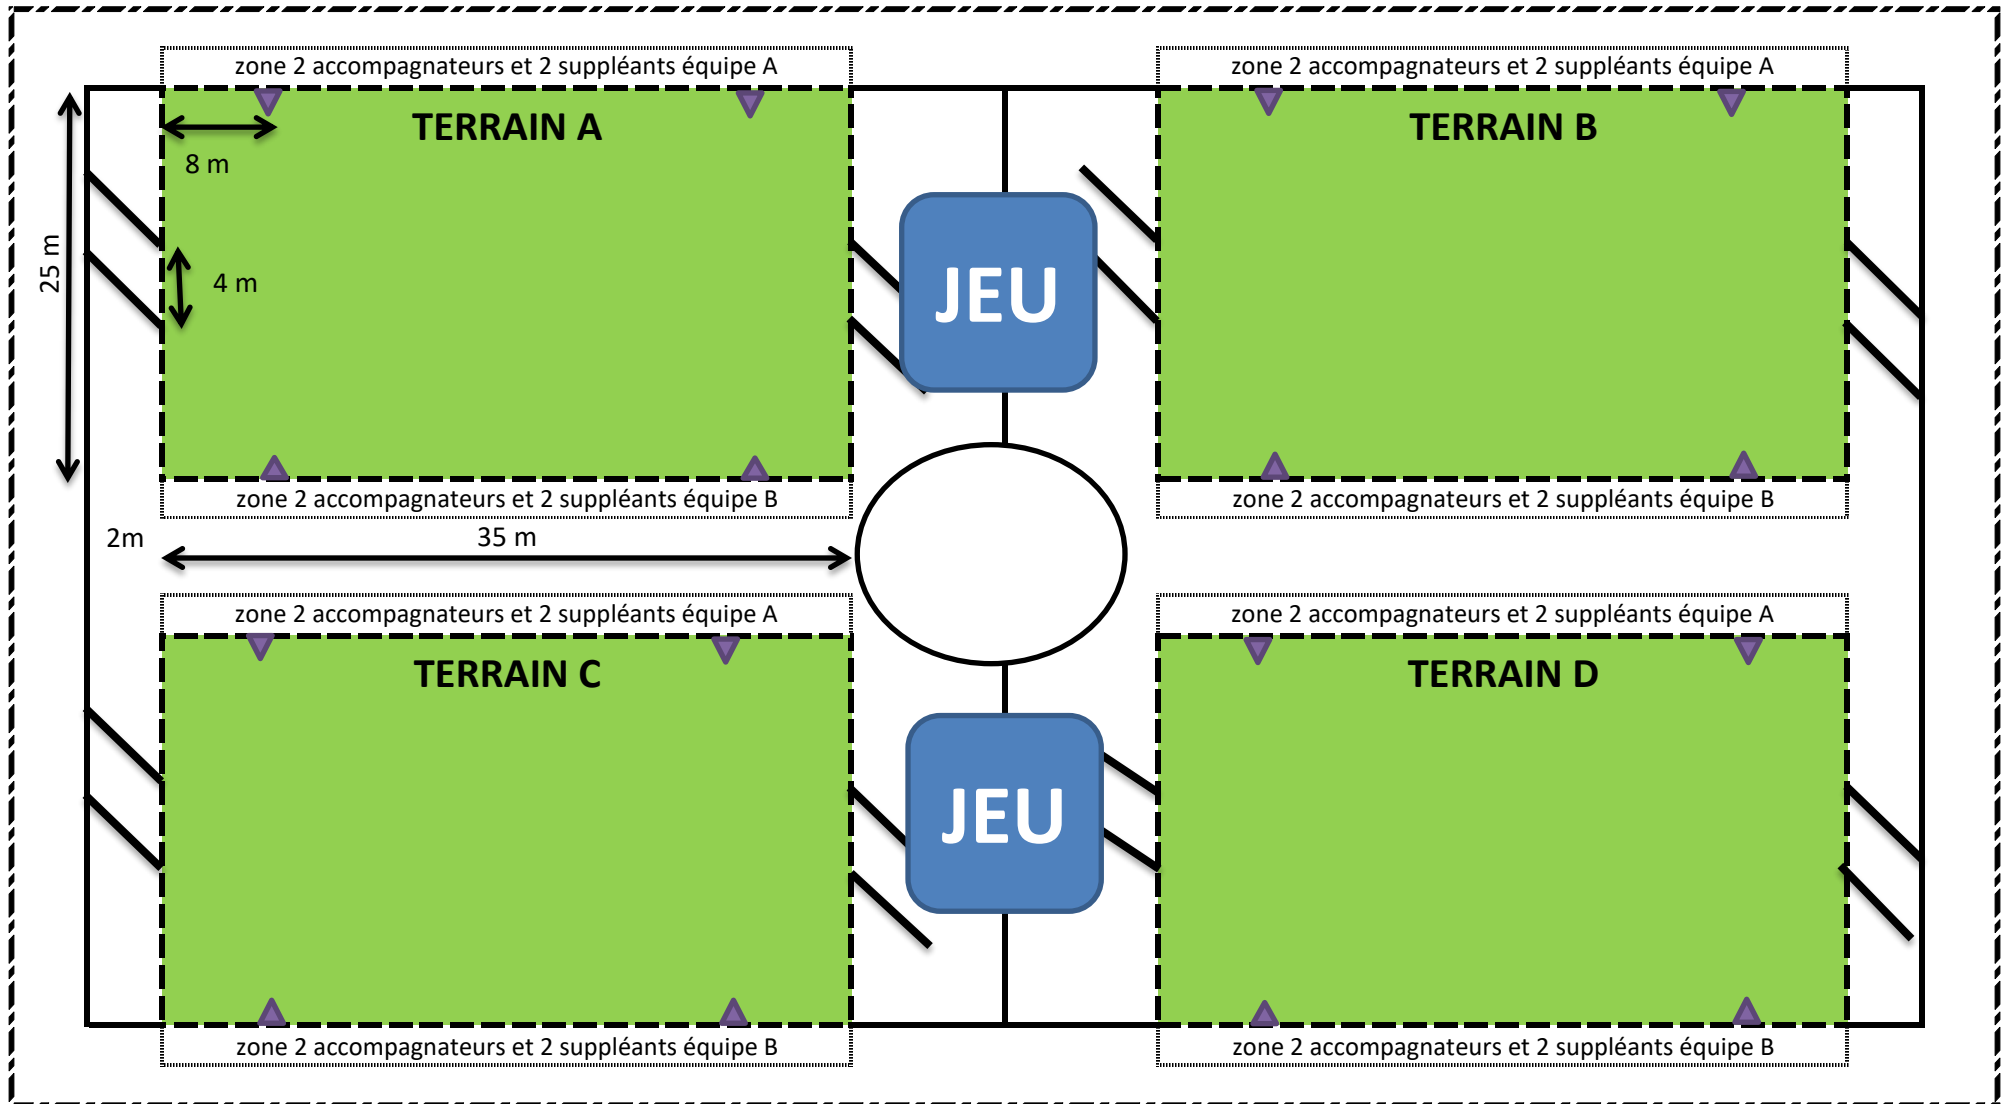 zone 2 accompagnateurs et 2 suppléants équipe A
zone 2 accompagnateurs et 2 suppléants équipe A
TERRAIN A
TERRAIN B
8 m
25 m
4 m
JEU
zone 2 accompagnateurs et 2 suppléants équipe B
zone 2 accompagnateurs et 2 suppléants équipe B
2m
35 m
zone 2 accompagnateurs et 2 suppléants équipe A
zone 2 accompagnateurs et 2 suppléants équipe A
TERRAIN C
TERRAIN D
JEU
zone 2 accompagnateurs et 2 suppléants équipe B
zone 2 accompagnateurs et 2 suppléants équipe B